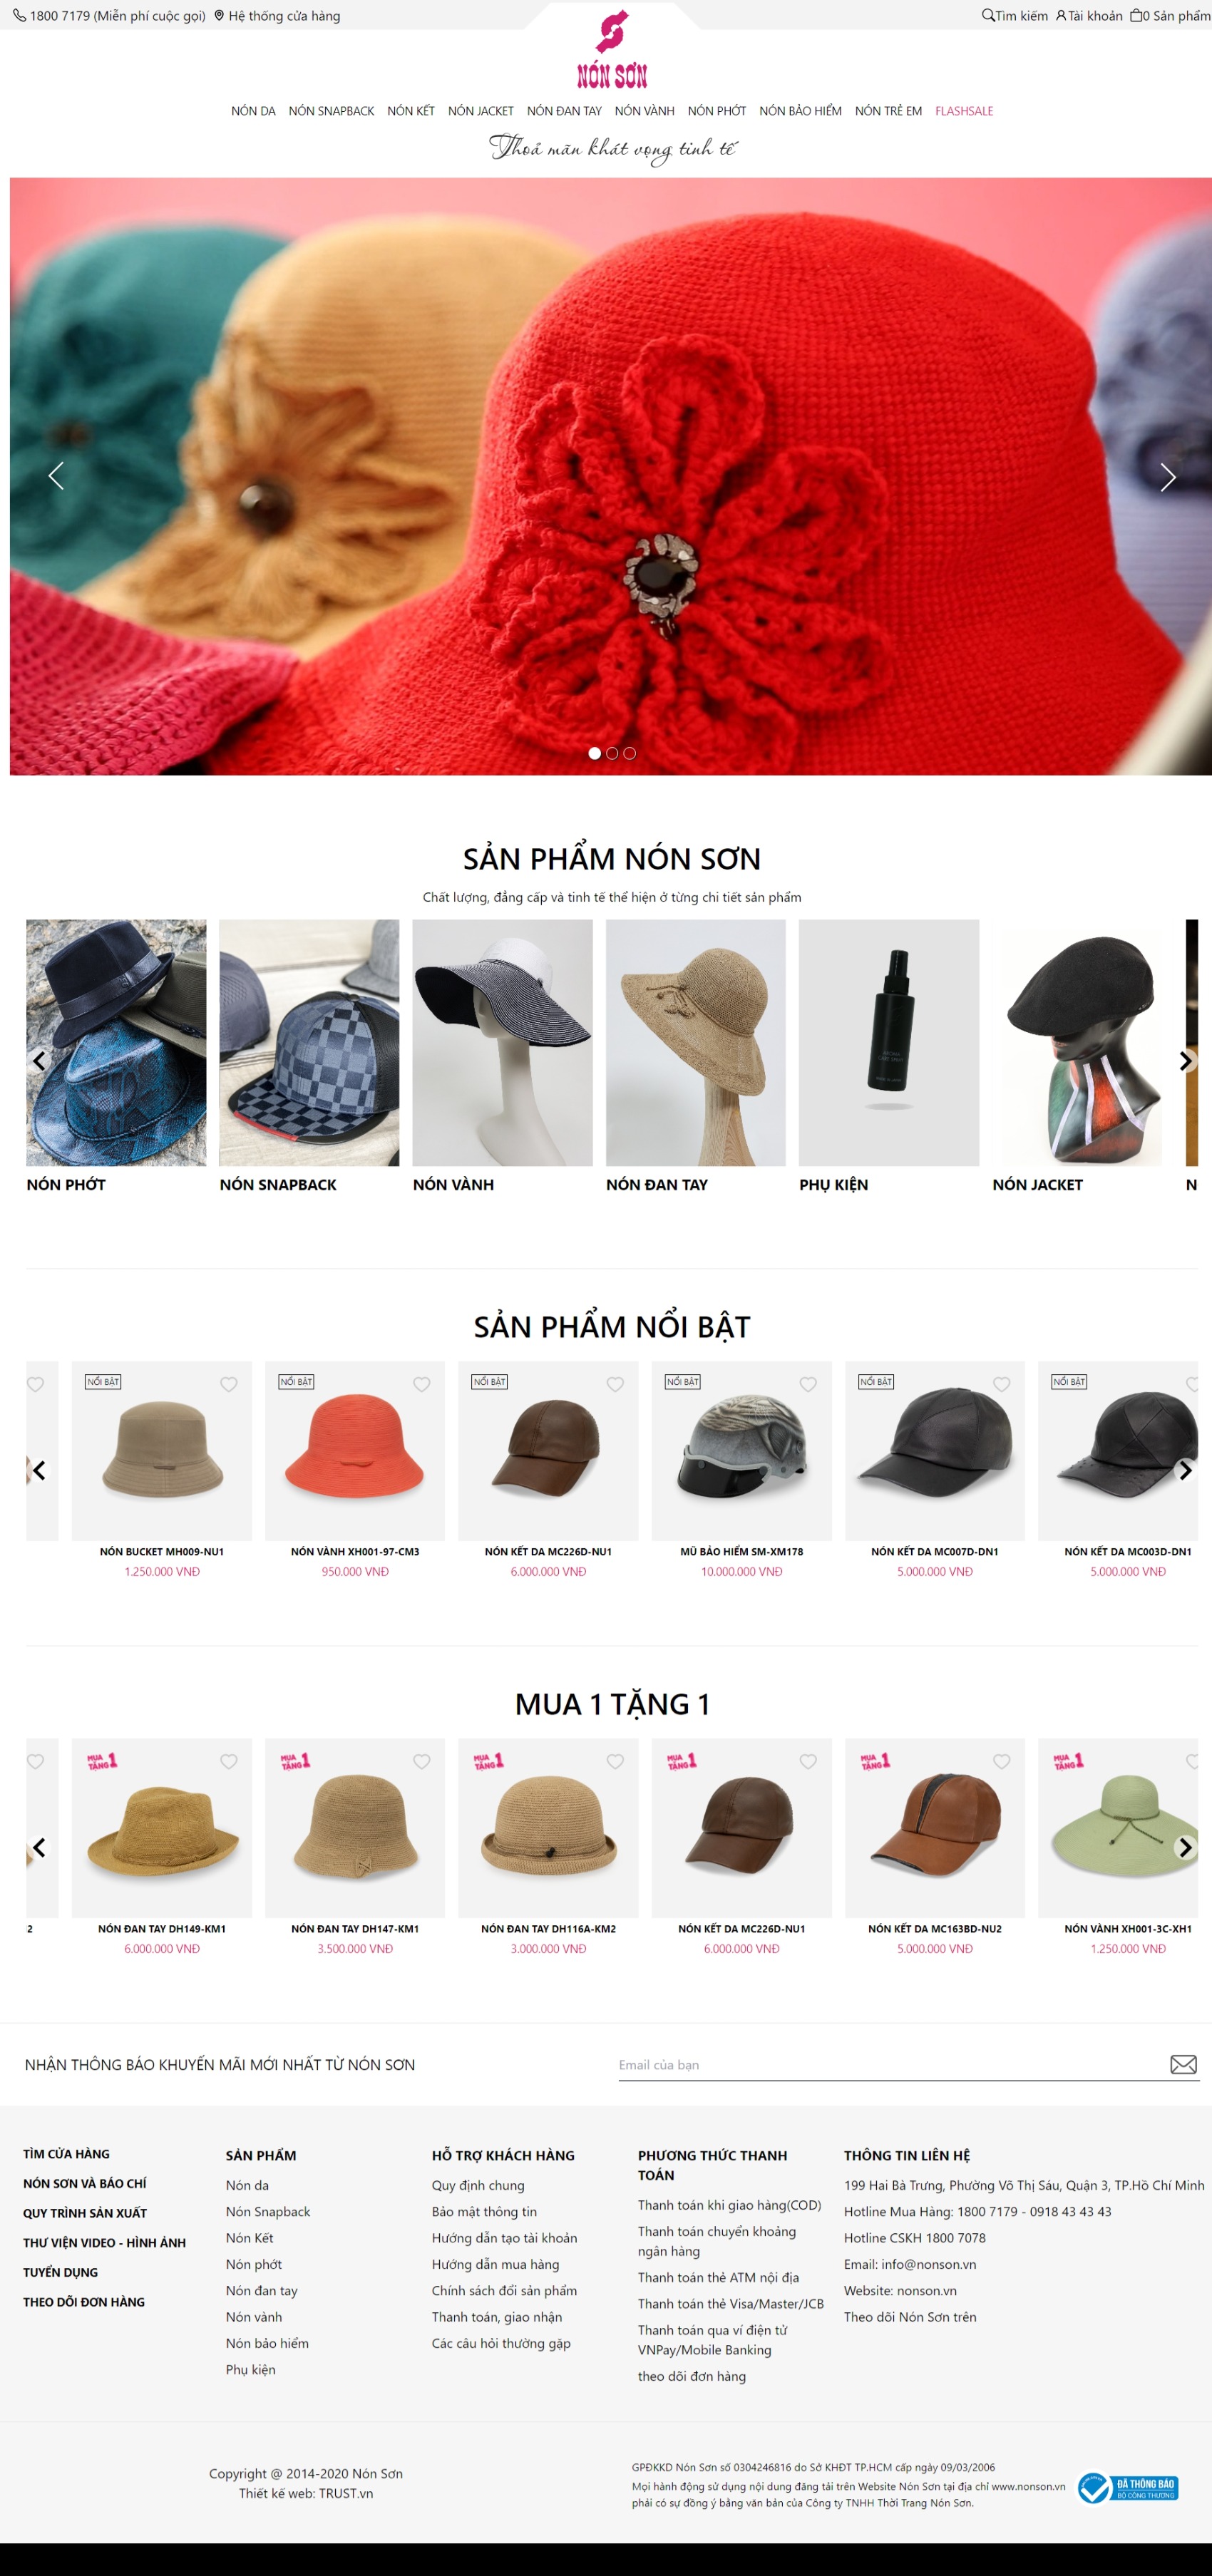 1800 7179 (Miễn phí cuộc gọi) Hệ thống cửa hàng
Tìm kiếm Tài khoản 0 Sản phẩm
NÓN SƠN
NÓN DA NÓN SNAPBACK NÓN KẾT NÓN JACKET NÓN ĐAN TAY NÓN VÀNH NÓN PHỚT NÓN BẢO HIỂM NÓN TRẺ EM FLASHSALE
Thoả mãn khát vọng tinh tế
SẢN PHẨM NÓN SƠN
Chất lượng, đẳng cấp và tinh tế thể hiện ở từng chi tiết sản phẩm
NÓN PHỚT NÓN SNAPBACK NÓN VÀNH NÓN ĐAN TAY PHỤ KIỆN NÓN JACKET N
SẢN PHẨM NỔI BẬT
NỔI BẬT NỔI BẬT NỔI BẬT NỔI BẬT NỔI BẬT NỔI BẬT
NÓN BUCKET MH009-NU1 NÓN VÀNH XH001-97-CM3 NÓN KẾT DA MC226D-NU1 MŨ BẢO HIỂM SM-XM178 NÓN KẾT DA MC007D-DN1 NÓN KẾT DA MC003D-DN1
1.250.000 VNĐ 950.000 VNĐ 6.000.000 VNĐ 10.000.000 VNĐ 5.000.000 VNĐ 5.000.000 VNĐ
MUA 1 TẶNG 1
MUA TẶNG 1 MUA TẶNG 1 MUA TẶNG 1 MUA TẶNG 1 MUA TẶNG 1 MUA TẶNG 1
2 NÓN ĐAN TAY DH149-KM1 NÓN ĐAN TAY DH147-KM1 NÓN ĐAN TAY DH116A-KM2 NÓN KẾT DA MC226D-NU1 NÓN KẾT DA MC163BD-NU2 NÓN VÀNH XH001-3C-XH1
6.000.000 VNĐ 3.500.000 VNĐ 3.000.000 VNĐ 6.000.000 VNĐ 5.000.000 VNĐ 1.250.000 VNĐ
NHẬN THÔNG BÁO KHUYẾN MÃI MỚI NHẤT TỪ NÓN SƠN
Email của bạn
TÌM CỬA HÀNG
NÓN SƠN VÀ BÁO CHÍ
QUY TRÌNH SẢN XUẤT
THƯ VIỆN VIDEO - HÌNH ẢNH
TUYỂN DỤNG
THEO DÕI ĐƠN HÀNG
SẢN PHẨM
Nón da
Nón Snapback
Nón Kết
Nón phớt
Nón đan tay
Nón vành
Nón bảo hiểm
Phụ kiện
HỖ TRỢ KHÁCH HÀNG
Quy định chung
Bảo mật thông tin
Hướng dẫn tạo tài khoản
Hướng dẫn mua hàng
Chính sách đổi sản phẩm
Thanh toán, giao nhận
Các câu hỏi thường gặp
PHƯƠNG THỨC THANH
TOÁN
Thanh toán khi giao hàng(COD)
Thanh toán chuyển khoảng
ngân hàng
Thanh toán thẻ ATM nội địa
Thanh toán thẻ Visa/Master/JCB
Thanh toán qua ví điện tử
VNPay/Mobile Banking
theo dõi đơn hàng
THÔNG TIN LIÊN HỆ
199 Hai Bà Trưng, Phường Võ Thị Sáu, Quận 3, TP.Hồ Chí Minh
Hotline Mua Hàng: 1800 7179 - 0918 43 43 43
Hotline CSKH 1800 7078
Email: info@nonson.vn
Website: nonson.vn
Theo dõi Nón Sơn trên
Copyright @ 2014-2020 Nón Sơn
Thiết kế web: TRUST.vn
GPĐKKD Nón Sơn số 0304246816 do Sở KHĐT TP.HCM cấp ngày 09/03/2006
Mọi hành động sử dụng nội dung đăng tải trên Website Nón Sơn tại địa chỉ www.nonson.vn
phải có sự đồng ý bằng văn bản của Công ty TNHH Thời Trang Nón Sơn.
ĐÃ THÔNG BÁO
BỘ CÔNG THƯƠNG